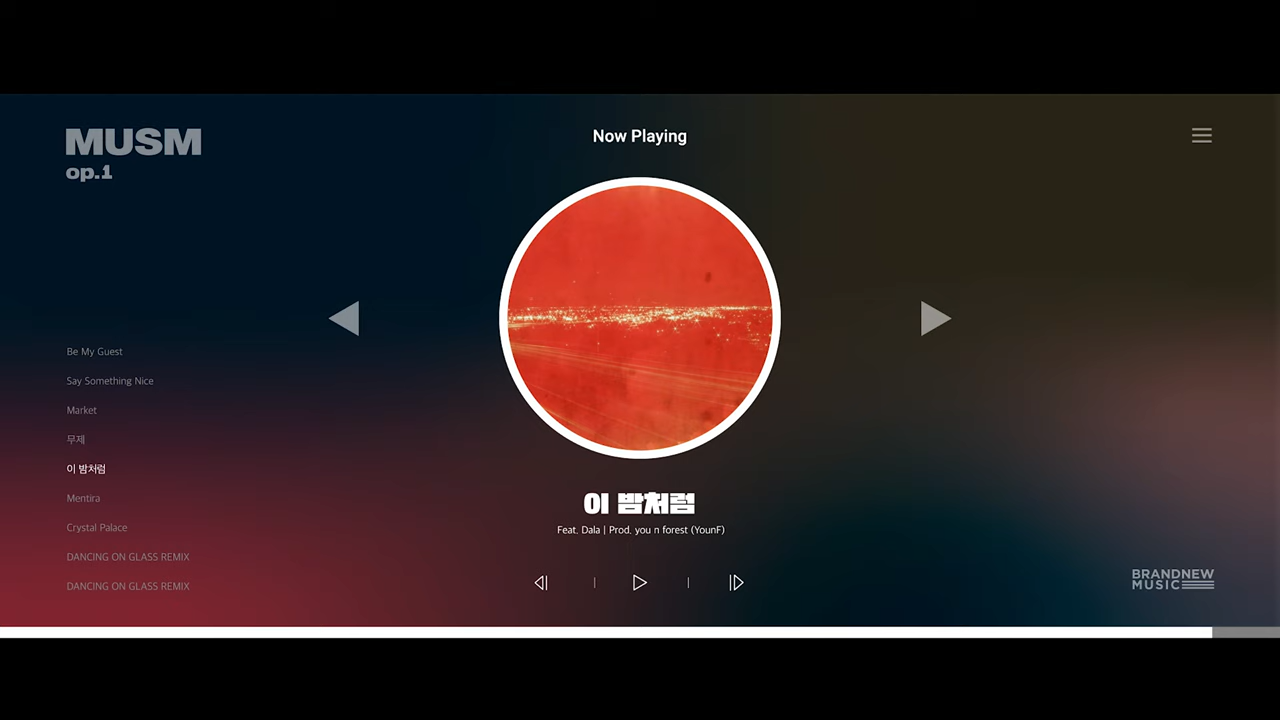 MUSM
op.1
Now Playing
Be My Guest
Say Something Nice
Market
무제
이 밤처럼
Mentira
Crystal Palace
DANCING ON GLASS REMIX
DANCING ON GLASS REMIX
이 밤처럼
Feat. Dala | Prod. you n forest (YounF)
BRANDNEW
MUSIC